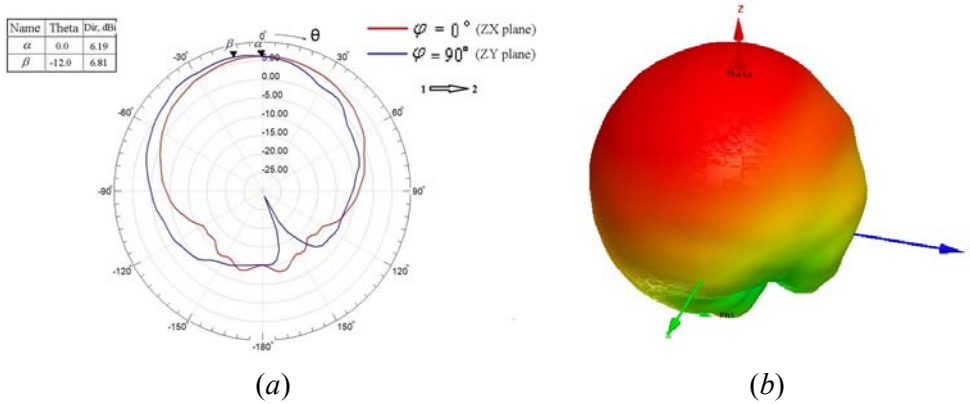 Name Theta Dir, dBi
α 0.0 6.19
β -12.0 6.81
φ = 0° (ZX plane)
φ = 90° (ZY plane)
1 2
β α 0° θ
-30° 30°
-60° 60°
-90° 90°
-120° 120°
-150° 150°
-180°
5.00
0.00
-5.00
-10.00
-15.00
-20.00
-25.00
z
Theta
Phi
(a) (b)